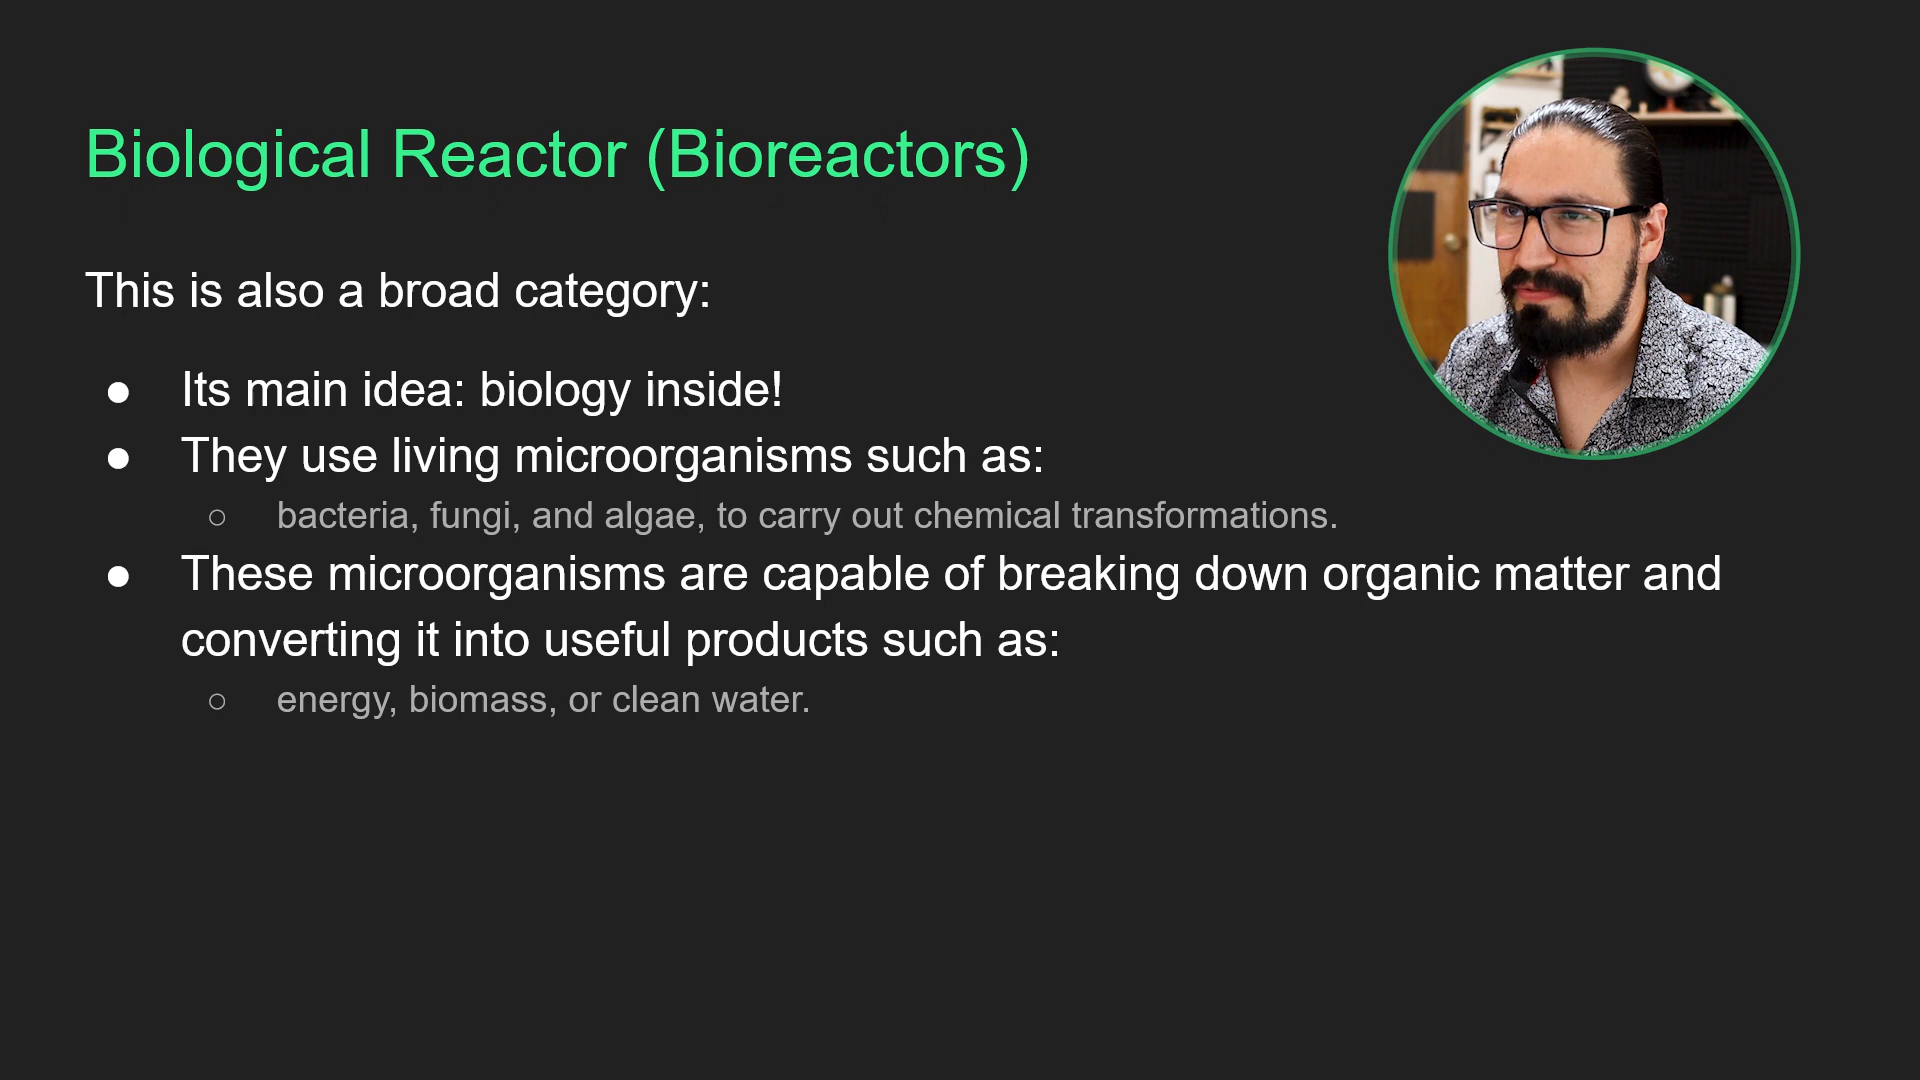 Biological Reactor (Bioreactors)
This is also a broad category:
● Its main idea: biology inside!
● They use living microorganisms such as:
○ bacteria, fungi, and algae, to carry out chemical transformations.
● These microorganisms are capable of breaking down organic matter and
converting it into useful products such as:
○ energy, biomass, or clean water.